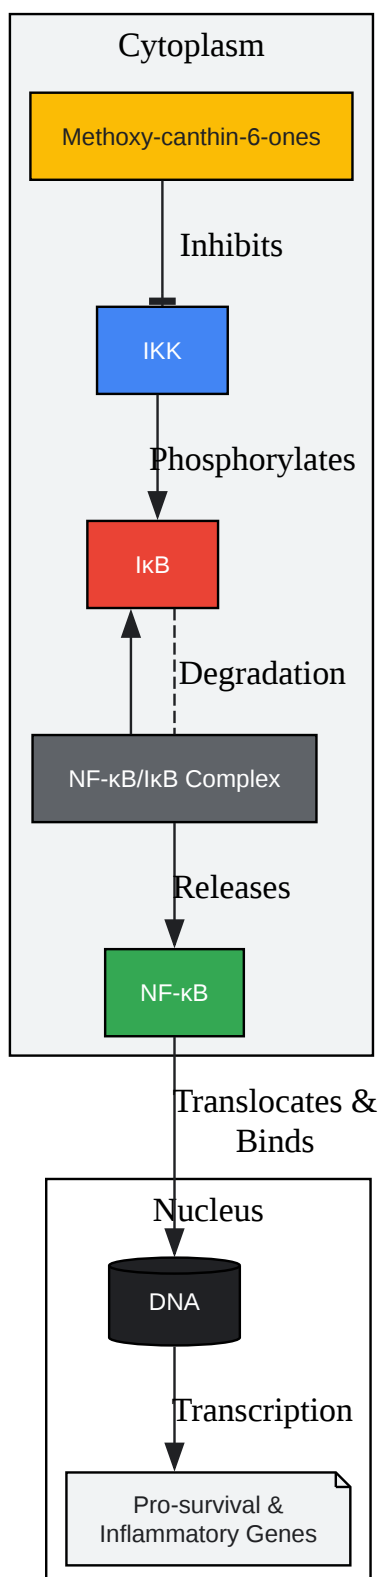 Cytoplasm
Methoxy-canthin-6-ones
Inhibits
IKK
Phosphorylates
IκB
Degradation
NF-κB/IκB Complex
Releases
NF-κB
Translocates &
Binds
Nucleus
DNA
Transcription
Pro-survival &
Inflammatory Genes